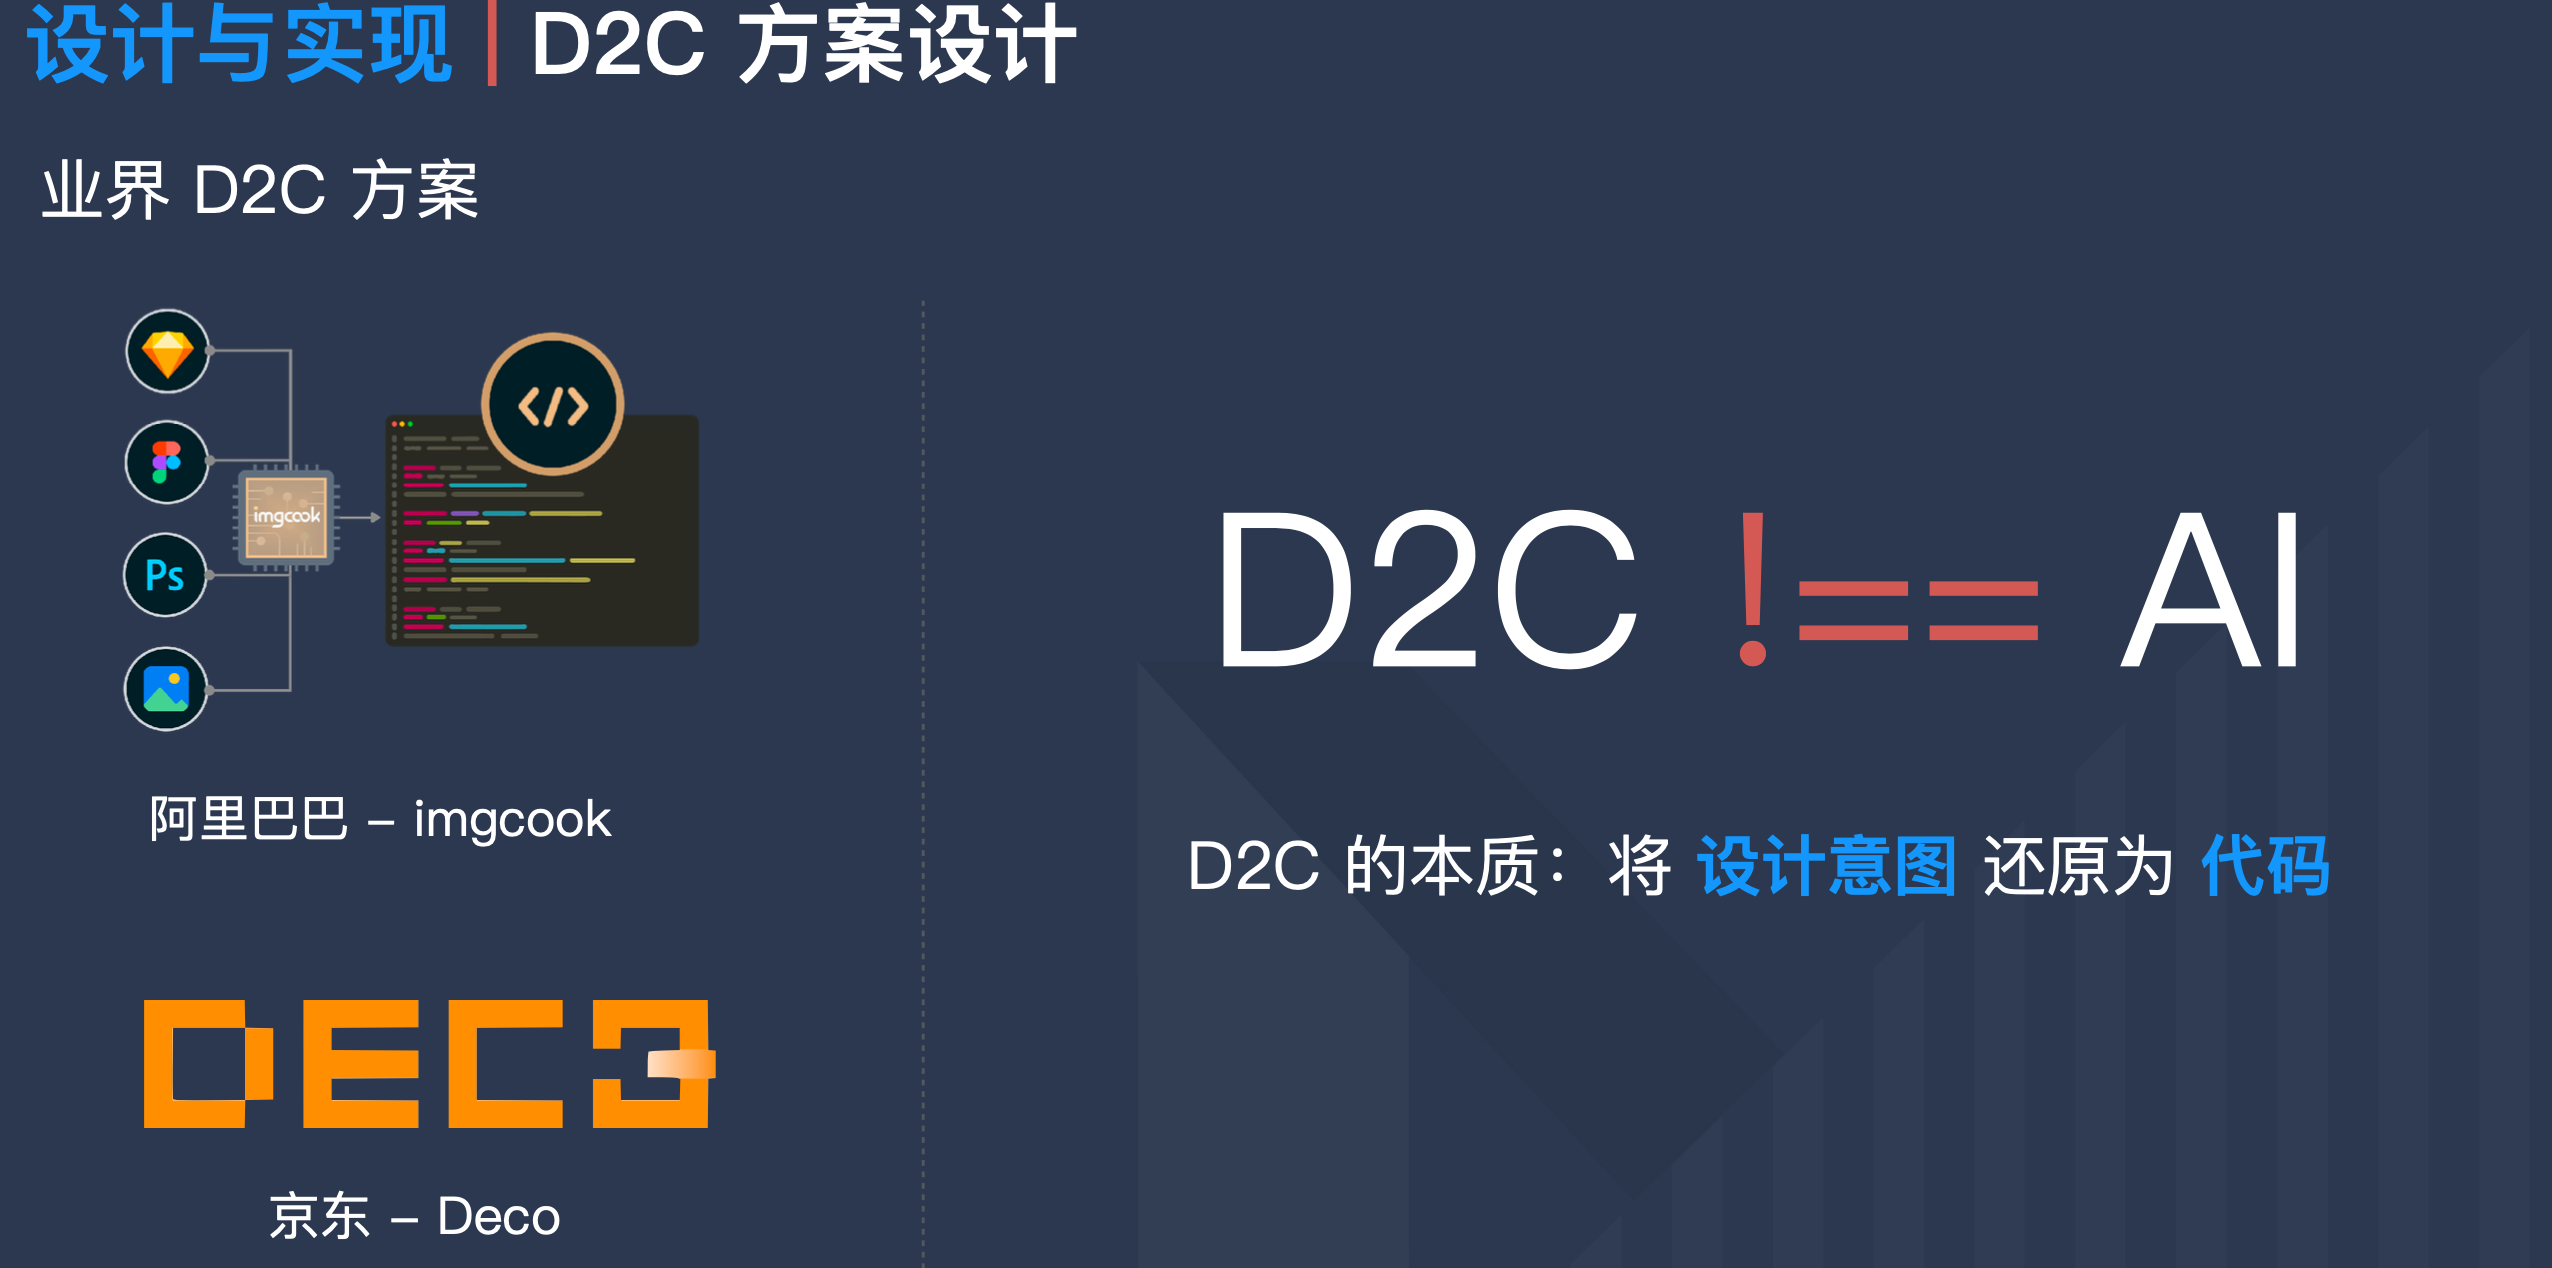 设计与实现 | D2C 方案设计
业界 D2C 方案
</>
imgcook
Ps
阿里巴巴 – imgcook
DECO
京东 – Deco
D2C !== AI
D2C 的本质：将 设计意图 还原为 代码